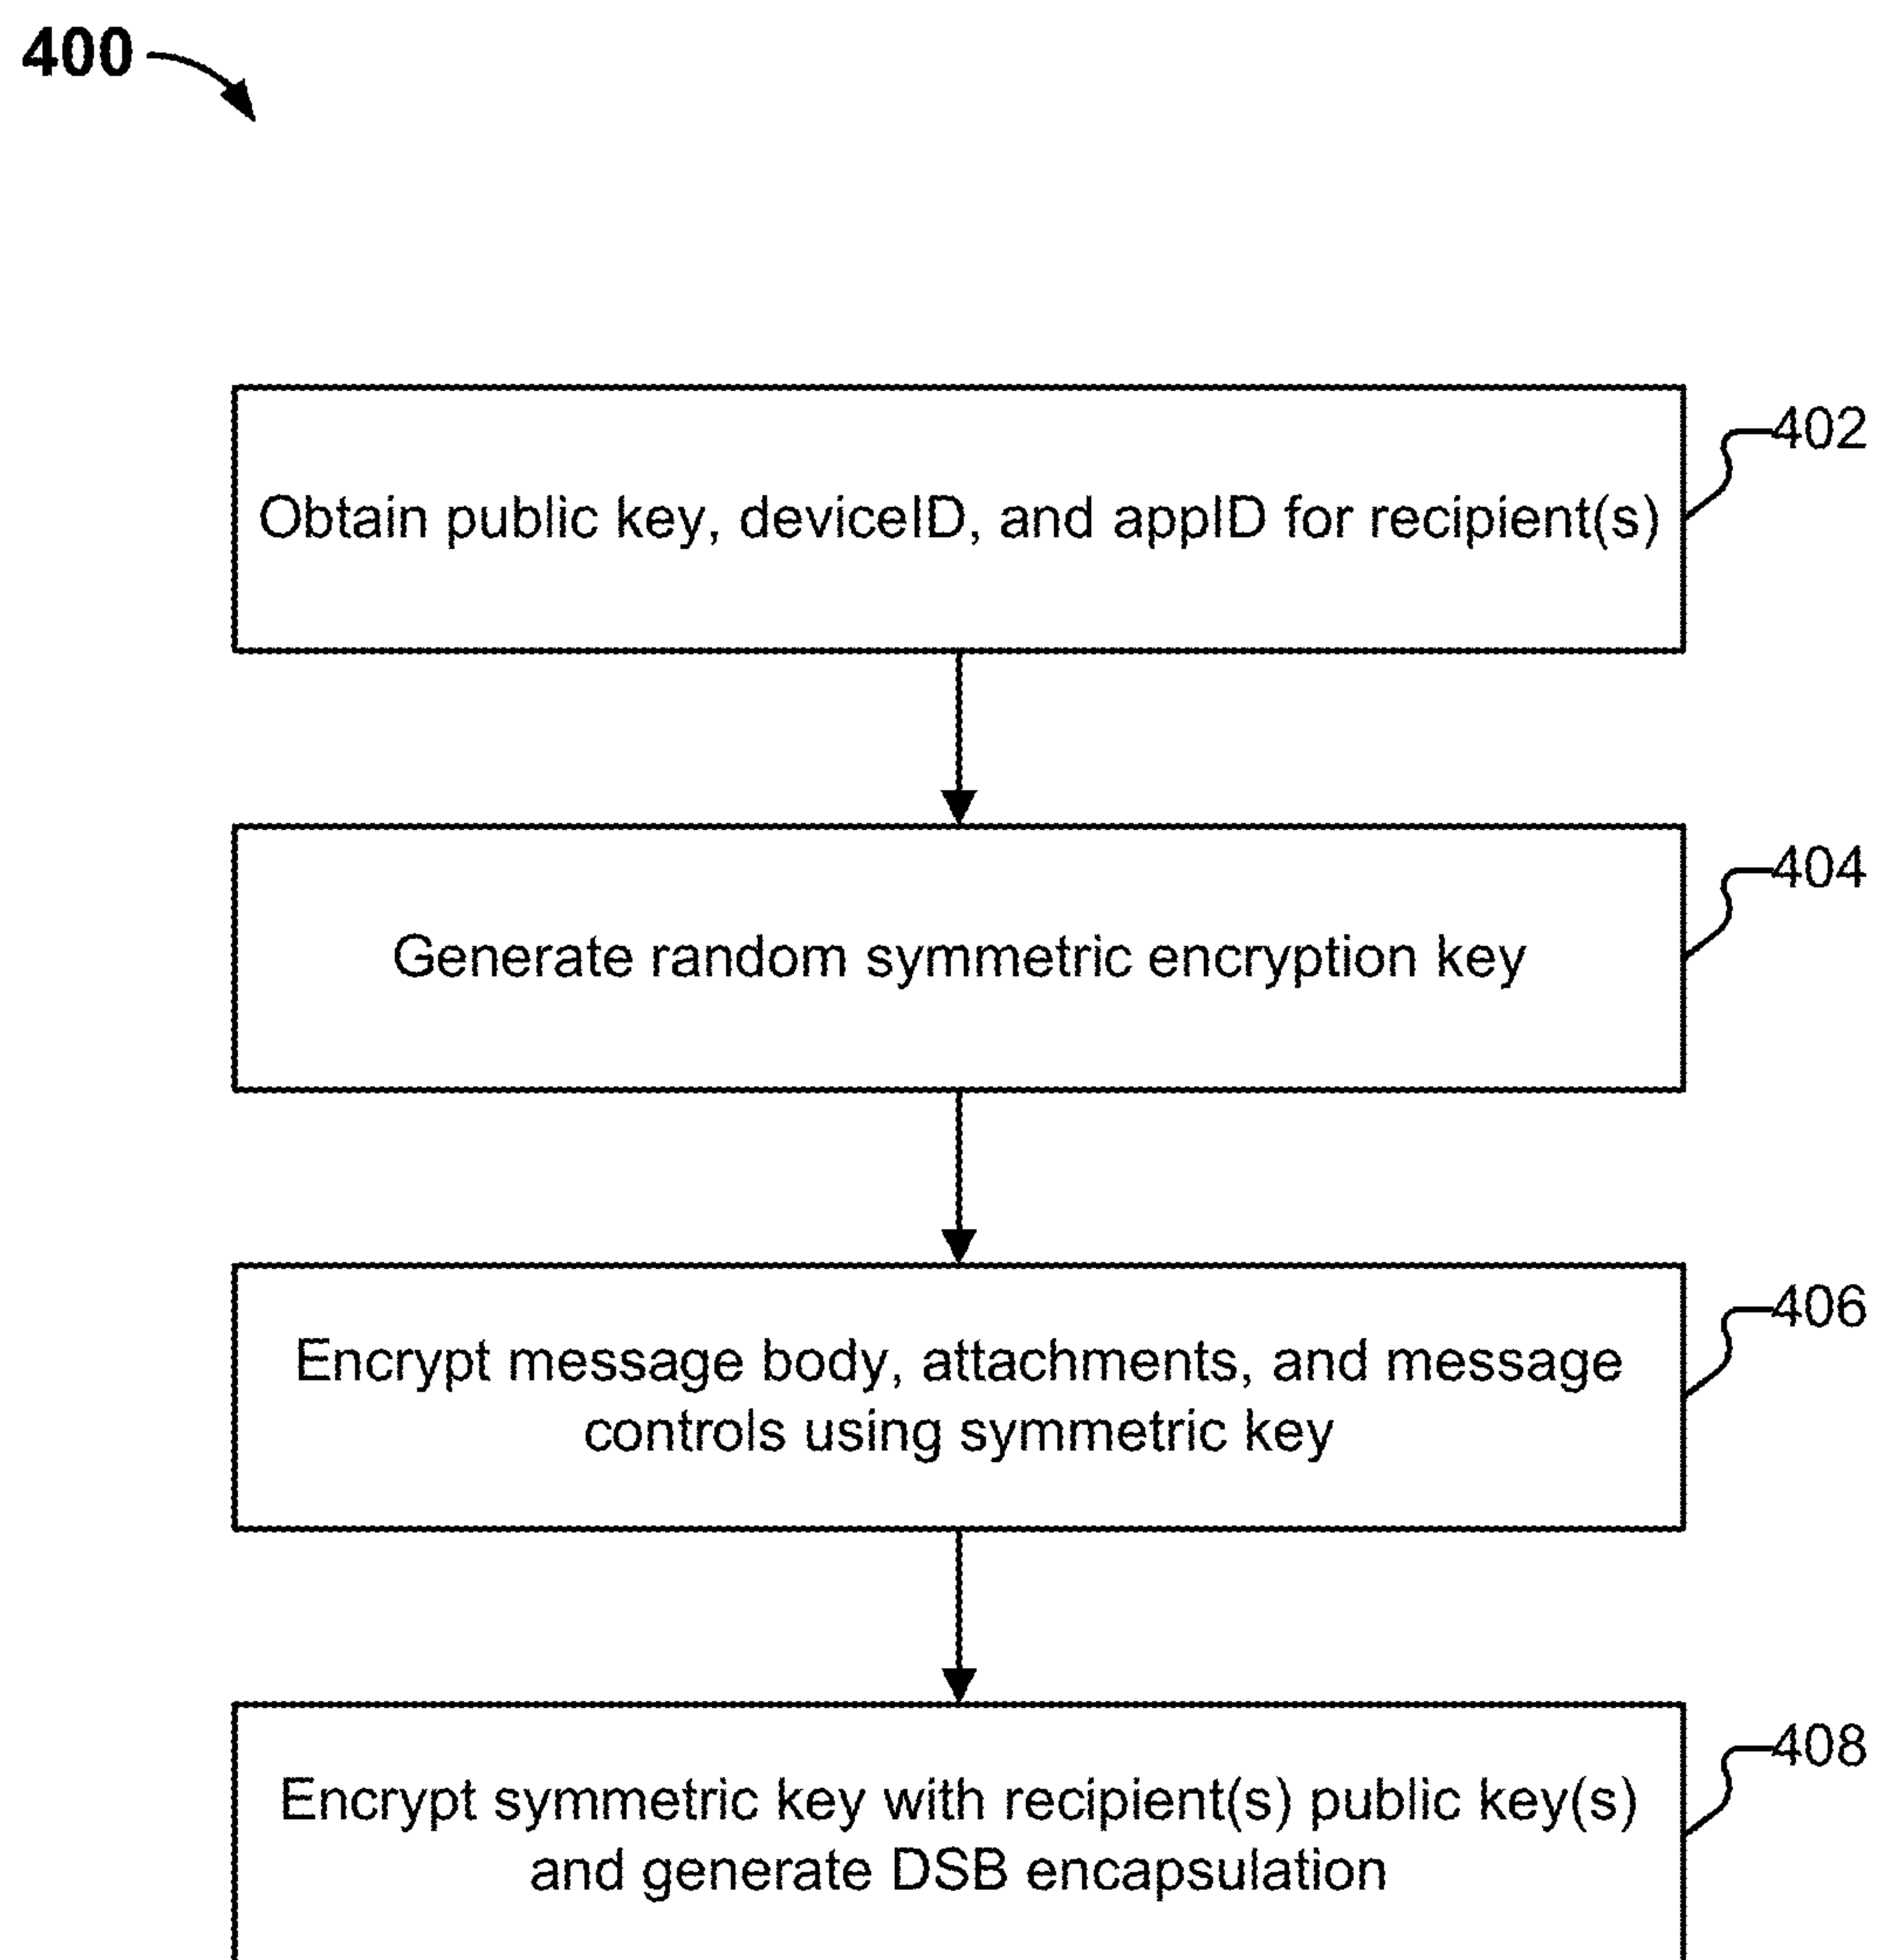 400
402
Obtain public key, deviceID, and appID for recipient(s)
404
Generate random symmetric encryption key
406
Encrypt message body, attachments, and message
controls using symmetric key
408
Encrypt symmetric key with recipient(s) public key(s)
and generate DSB encapsulation